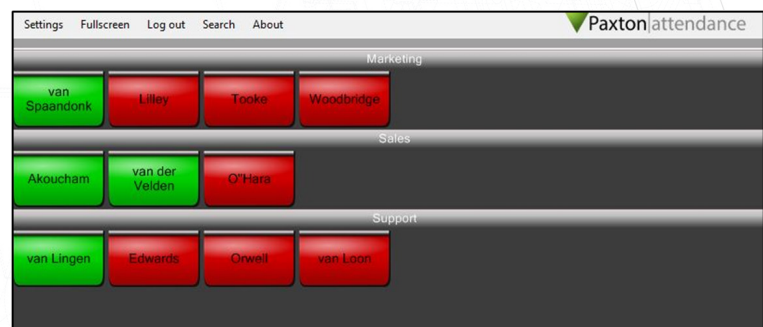 Settings Fullscreen Log out Search About
Paxton attendance
Marketing
van Spaandonk Lilley Tooke Woodbridge
Sales
Akoucham van der Velden O"Hara
Support
van Lingen Edwards Orwell van Loon